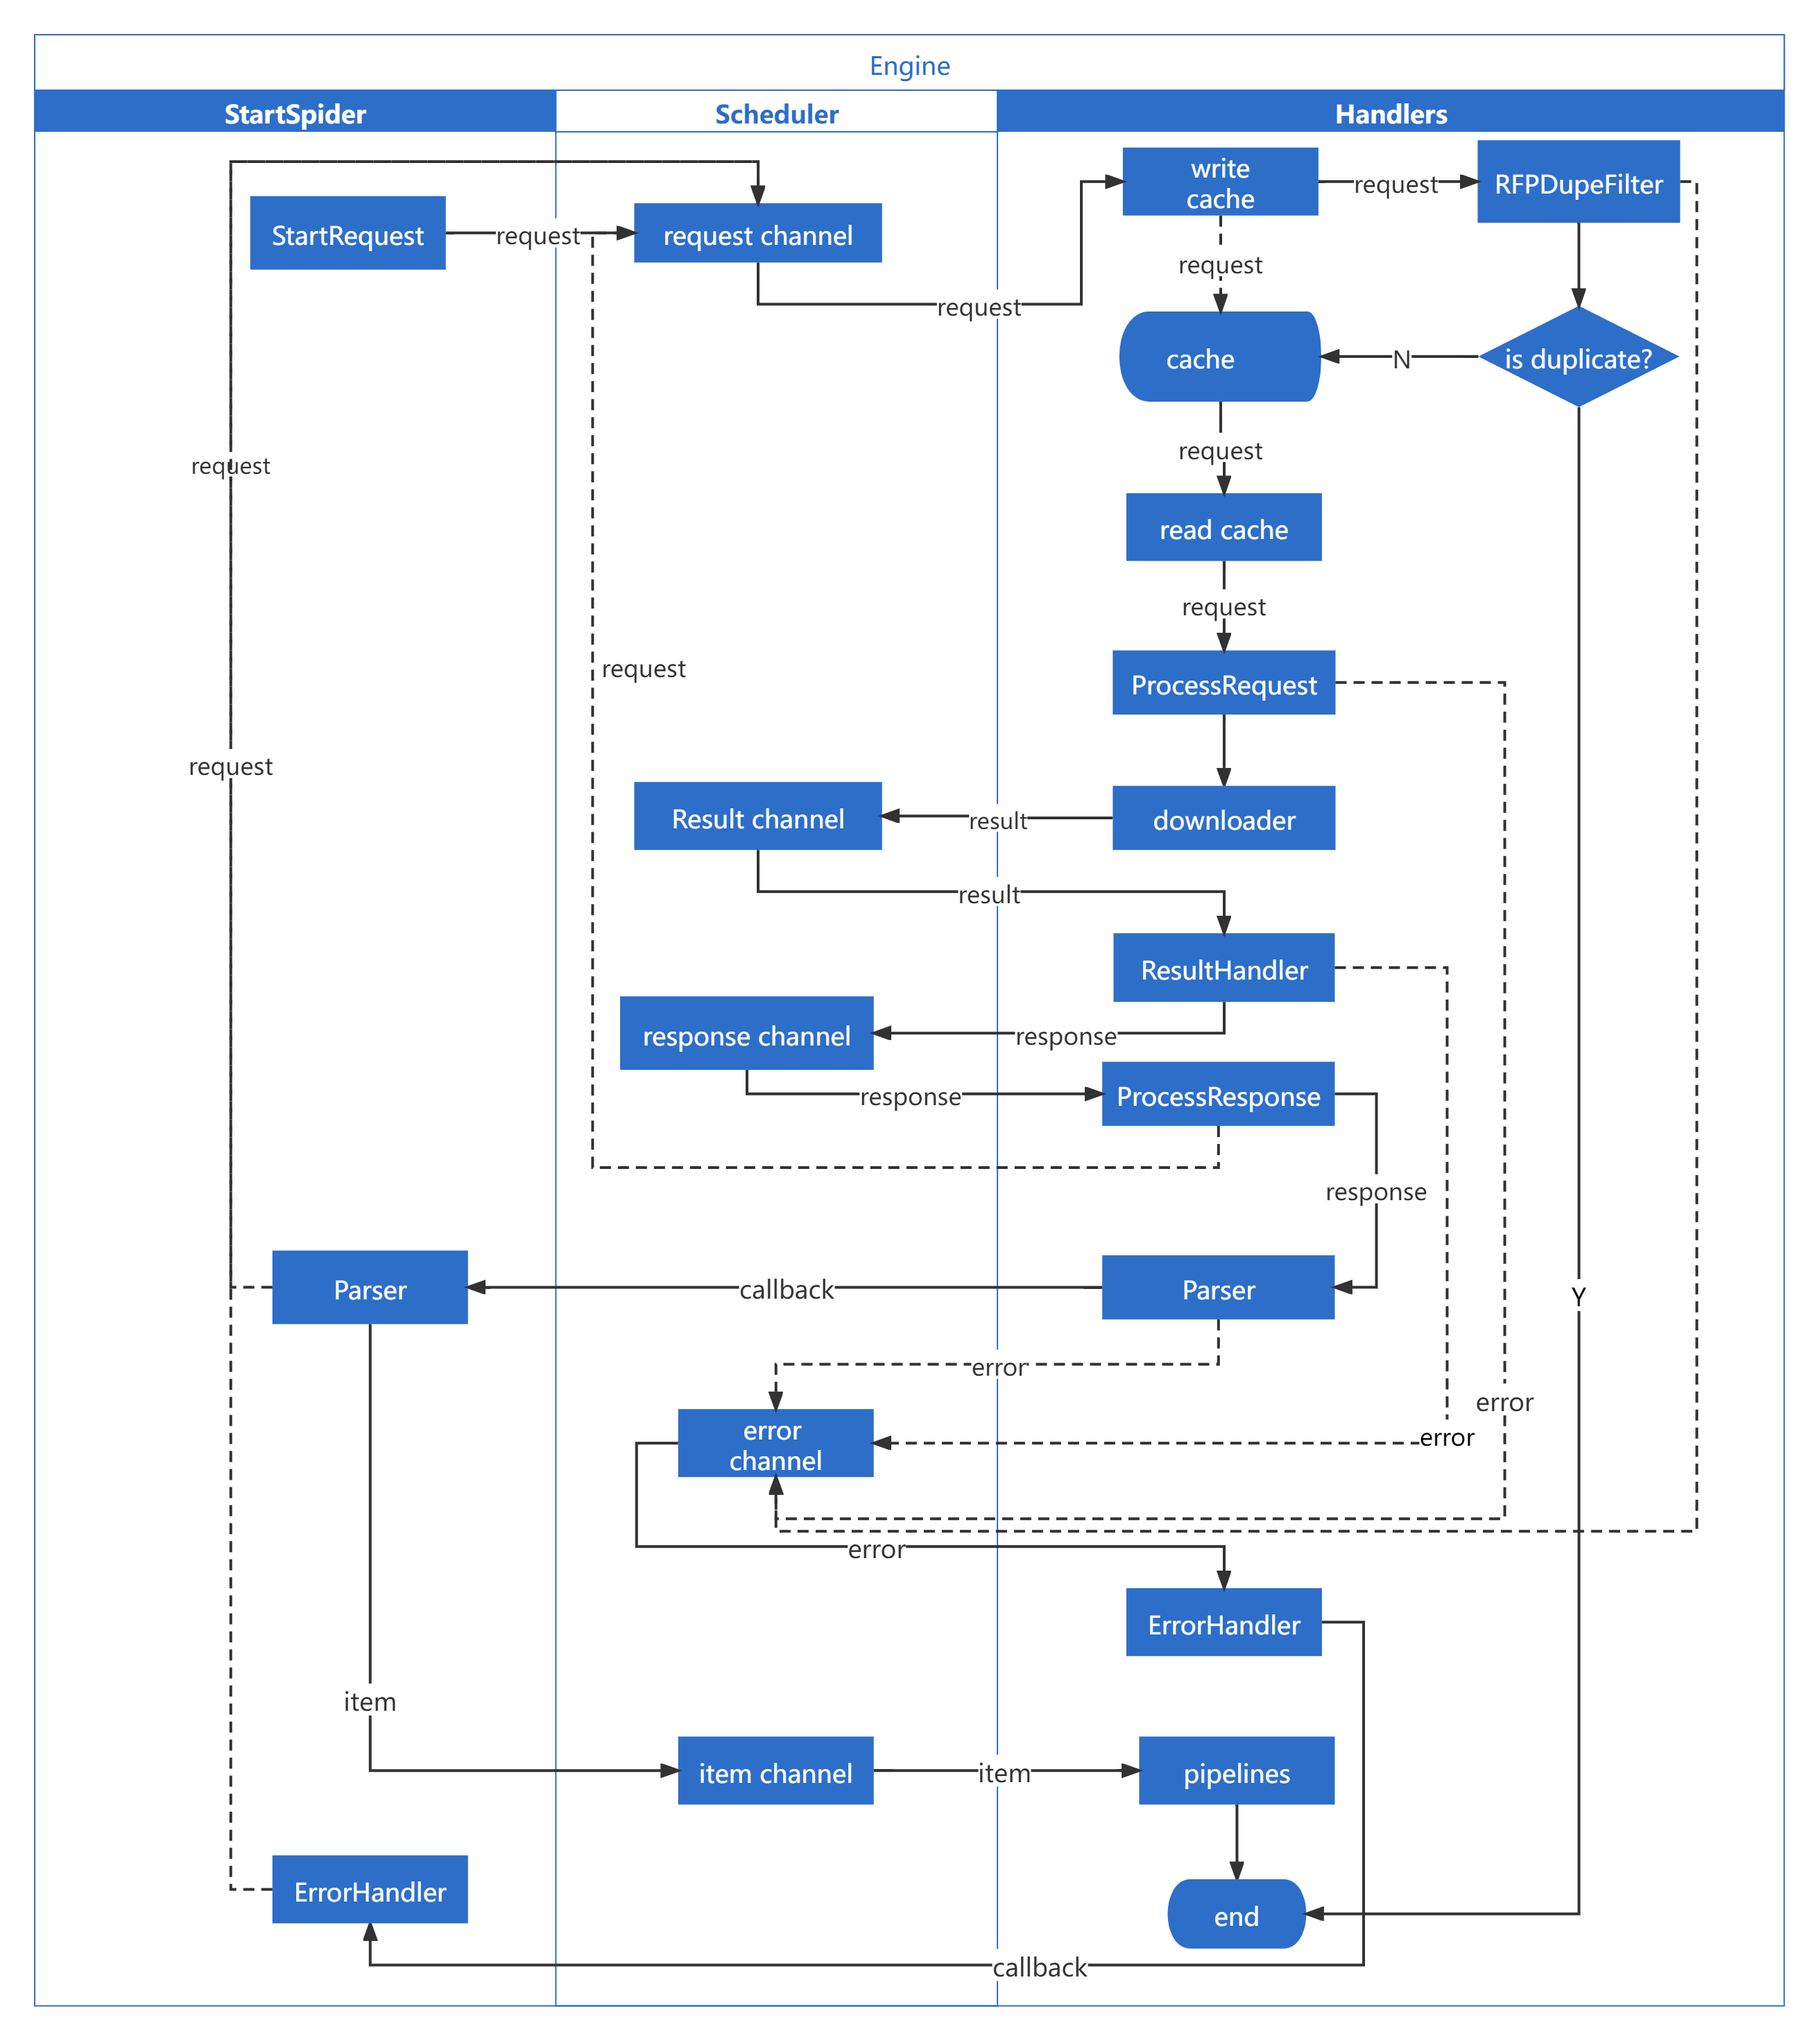 Engine
StartSpider
Scheduler
Handlers
write
cache
request
RFPDupeFilter
StartRequest
request
request channel
request
request
cache
N
is duplicate?
request
request
read cache
request
request
ProcessRequest
request
Result channel
result
downloader
result
ResultHandler
response channel
response
response
ProcessResponse
response
Parser
callback
Parser
Y
error
error
error
channel
error
error
ErrorHandler
item
item channel
item
pipelines
ErrorHandler
end
callback